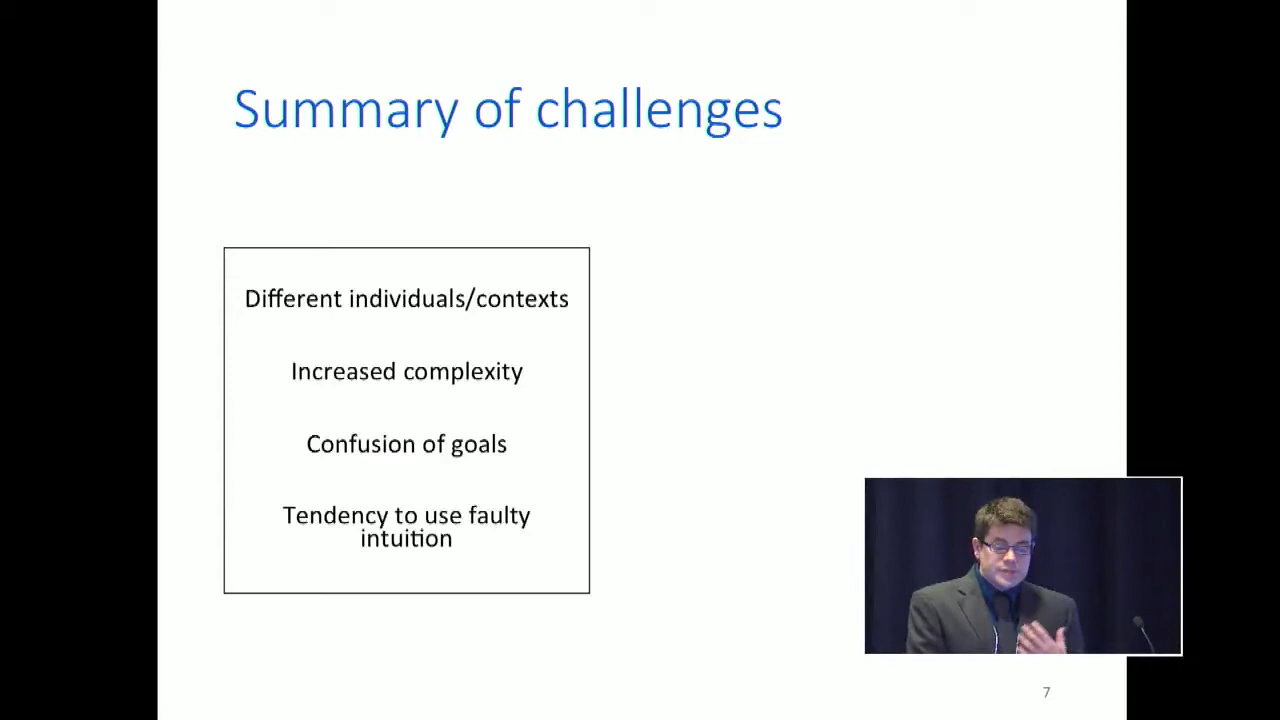 Summary of challenges
Different individuals/contexts
Increased complexity
Confusion of goals
Tendency to use faulty
intuition
7